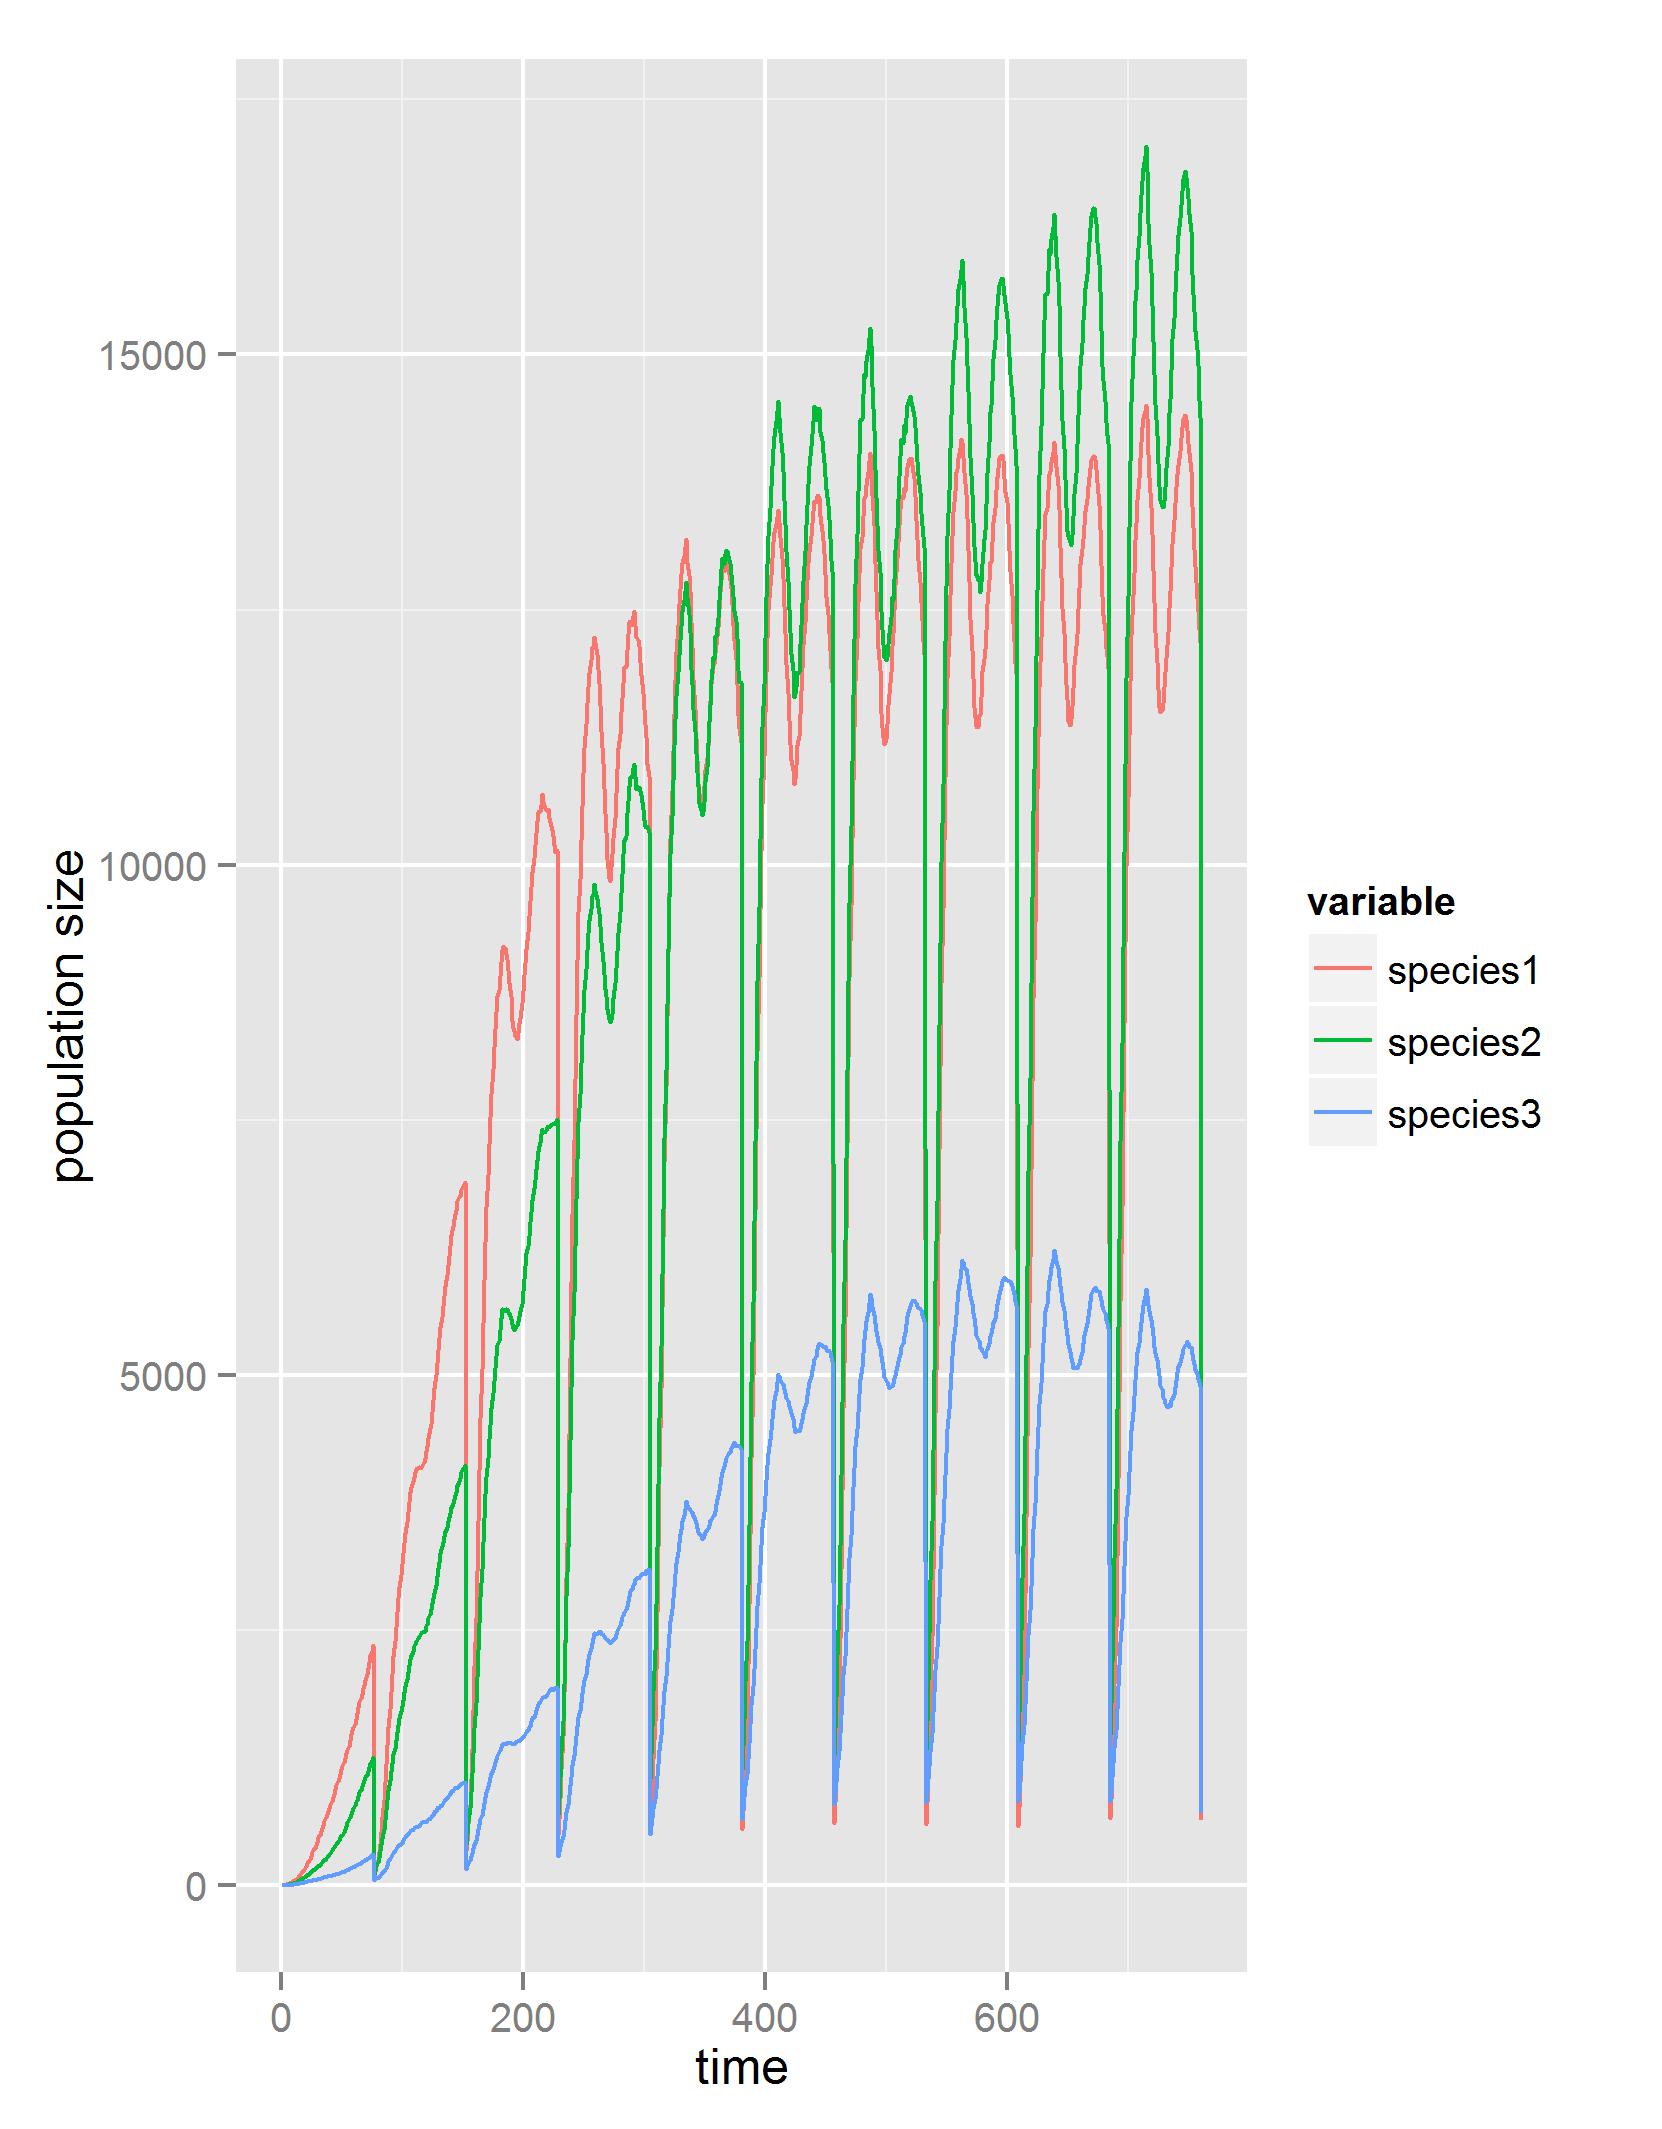 population size
15000
10000
5000
0
0 200 400 600
time
variable
species1
species2
species3